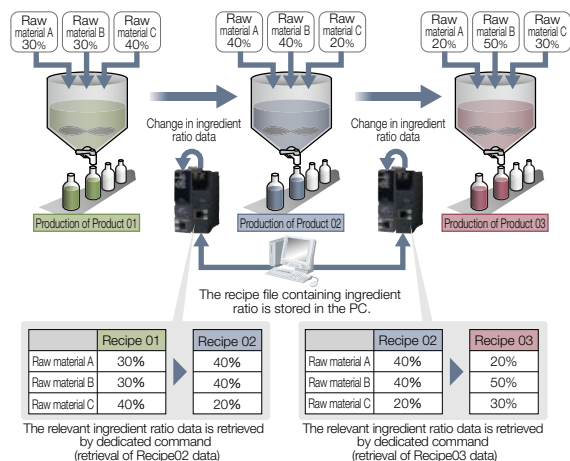 Raw material A 30%
Raw material B 30%
Raw material C 40%
Raw material A 40%
Raw material B 40%
Raw material C 20%
Raw material A 20%
Raw material B 50%
Raw material C 30%
Change in ingredient
ratio data
Change in ingredient
ratio data
Production of Product 01
Production of Product 02
Production of Product 03
The recipe file containing ingredient
ratio is stored in the PC.
Recipe 01 Recipe 02
Raw material A 30% 40%
Raw material B 30% 40%
Raw material C 40% 20%
The relevant ingredient ratio data is retrieved
by dedicated command
(retrieval of Recipe02 data)
Recipe 02 Recipe 03
Raw material A 40% 20%
Raw material B 40% 50%
Raw material C 20% 30%
The relevant ingredient ratio data is retrieved
by dedicated command
(retrieval of Recipe03 data)